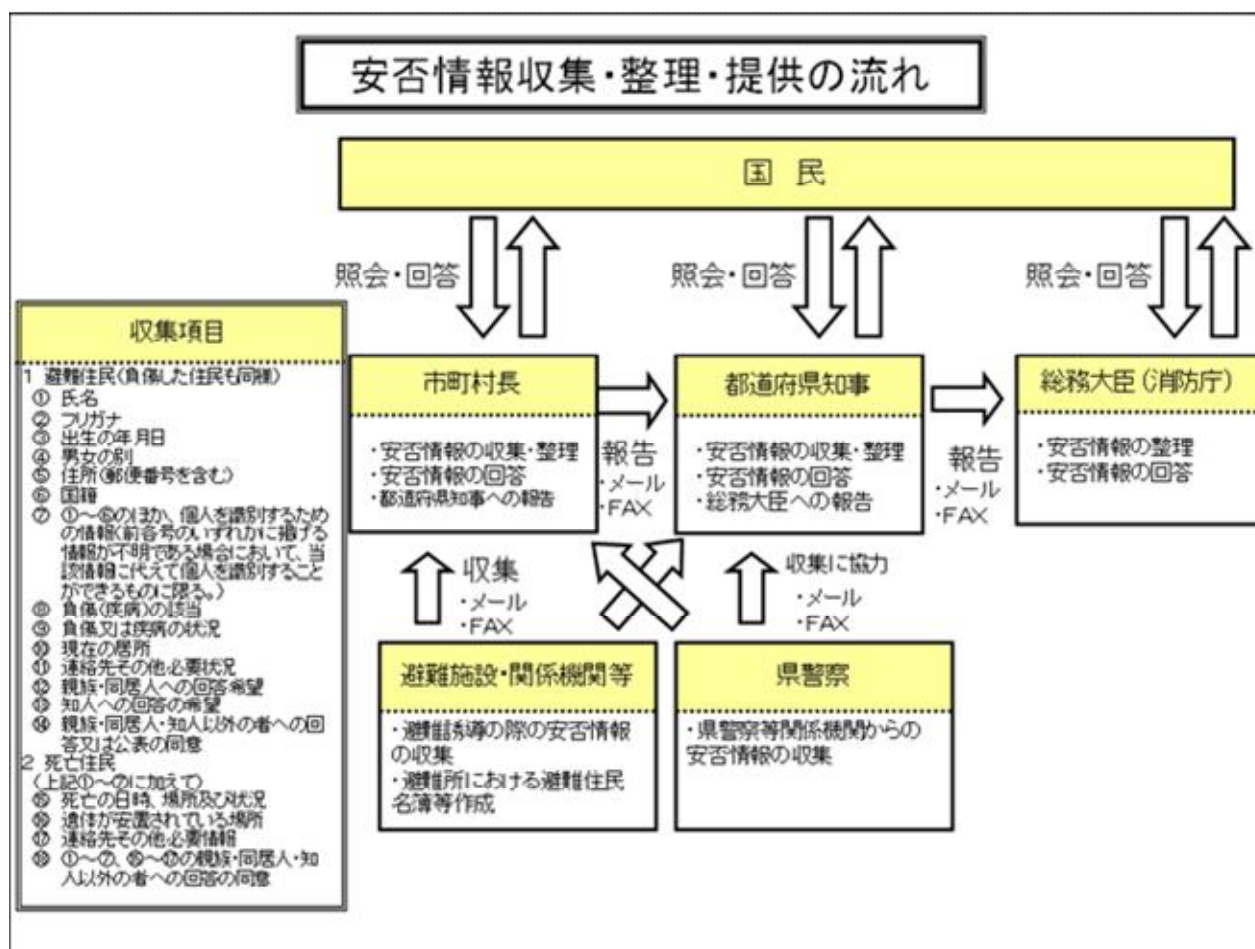 安否情報収集・整理・提供の流れ
国 民
照会・回答
照会・回答
照会・回答
収集項目
1 避難住民(負傷した住民も同様)
① 氏名
② フリガナ
③ 出生の年月日
④ 男女の別
⑤ 住所(郵便番号を含む)
⑥ 国籍
⑦ ①～⑥のほか、個人を識別するため
の情報(前各号のいずれかに掲げる
情報が不明である場合において、当
該情報に代えて個人を識別すること
ができるものに限る。)
⑧ 負傷(疾病)の該当
⑨ 負傷又は疾病の状況
⑩ 現在の居所
⑪ 連絡先その他必要状況
⑫ 親族・同居人への回答希望
⑬ 知人への回答の希望
⑭ 親族・同居人・知人以外の者への回
答又は公表の同意
2 死亡住民
(上記①～⑦に加えて)
⑮ 死亡の日時、場所及び状況
⑯ 遺体が安置されている場所
⑰ 連絡先その他必要情報
⑱ ①～⑦、⑮～⑰の親族・同居人・知
人以外の者への回答の同意
市町村長
・安否情報の収集・整理
・安否情報の回答
・都道府県知事への報告
報告
・メール
・FAX
都道府県知事
・安否情報の収集・整理
・安否情報の回答
・総務大臣への報告
報告
・メール
・FAX
総務大臣(消防庁)
・安否情報の整理
・安否情報の回答
収集
・メール
・FAX
収集に協力
・メール
・FAX
避難施設・関係機関等
・避難誘導の際の安否情報
の収集
・避難所における避難住民
名簿等作成
県警察
・県警察等関係機関からの
安否情報の収集